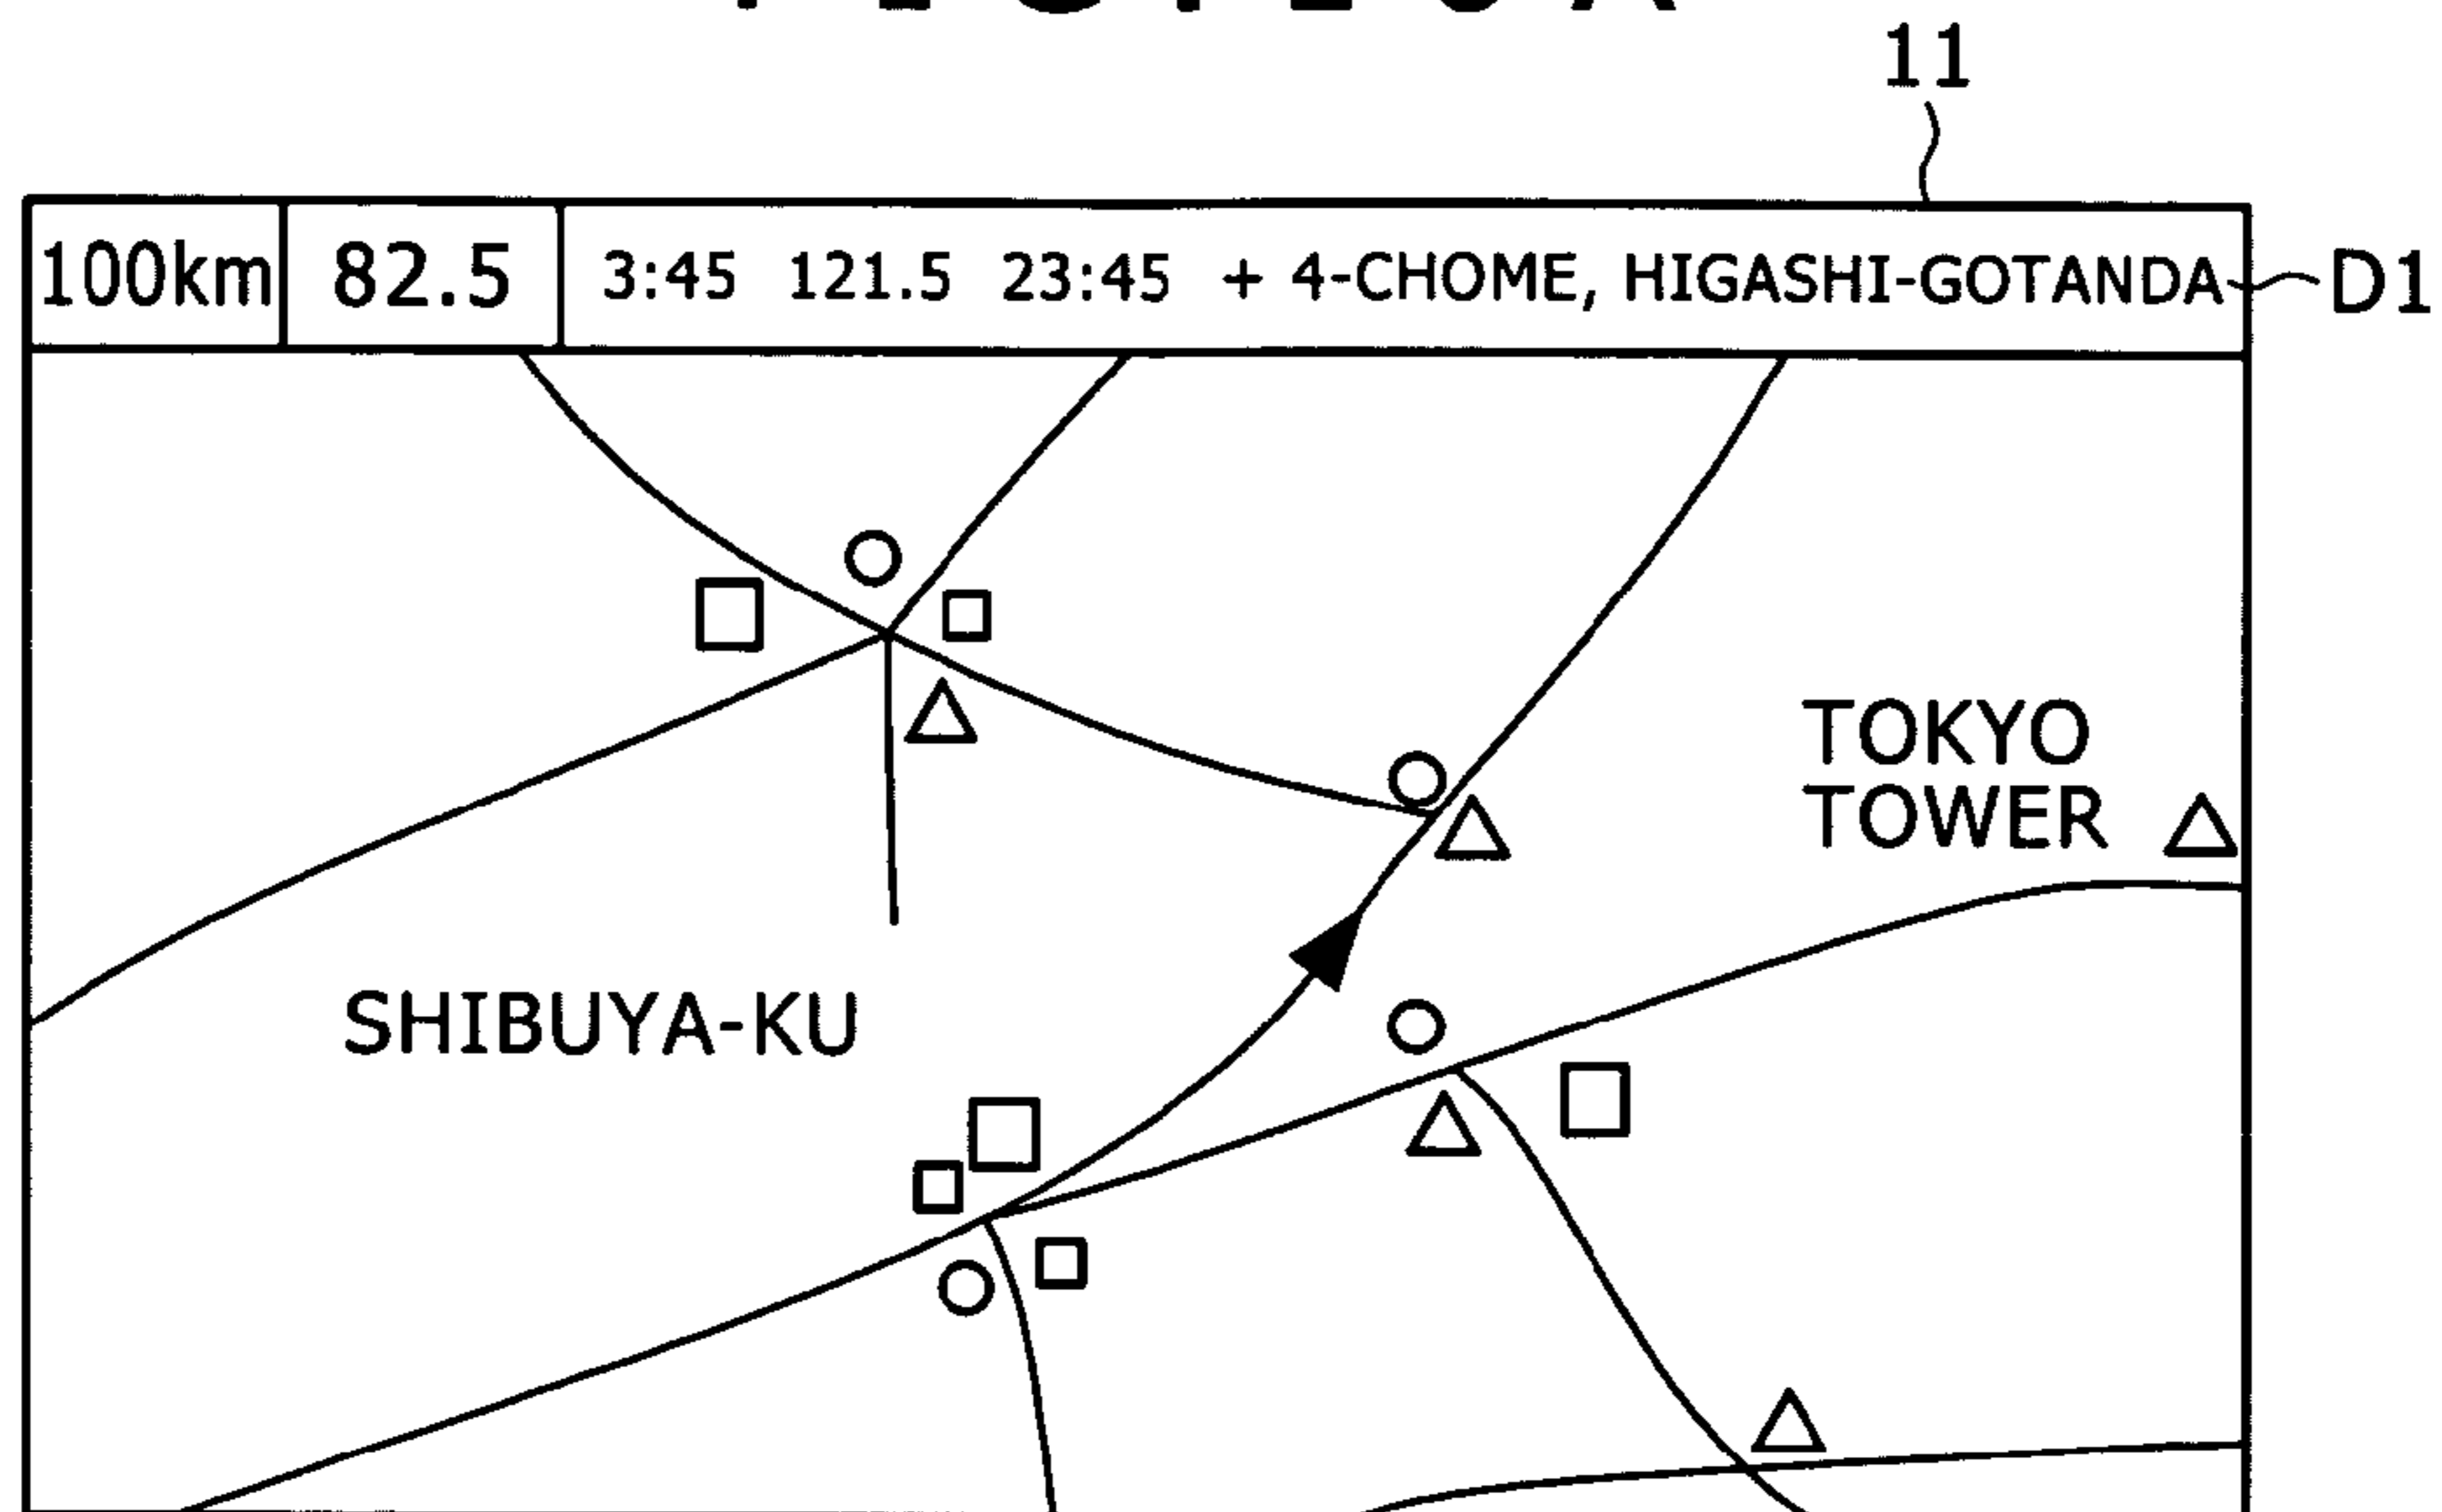 11
100km 82.5 3:45 121.5 23:45 + 4-CHOME, HIGASHI-GOTANDA D1
TOKYO
TOWER
SHIBUYA-KU